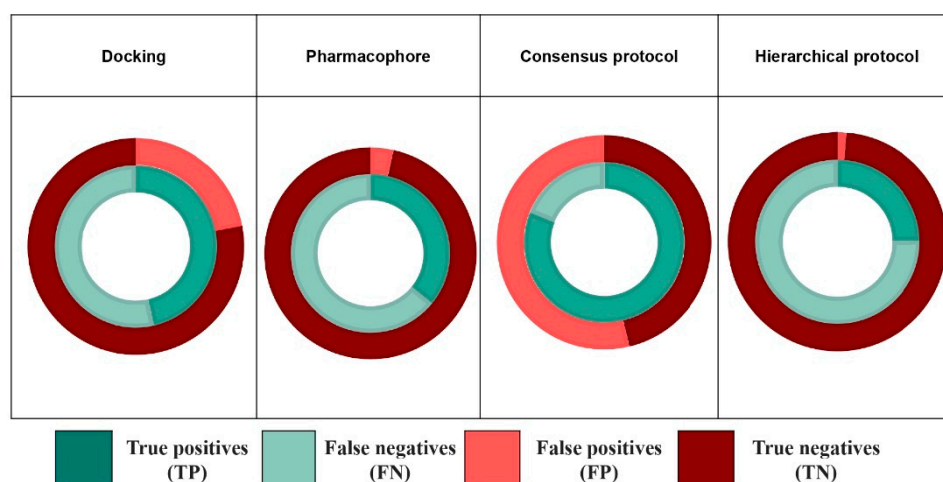 Docking
Pharmacophore
Consensus protocol
Hierarchical protocol
True positives
(TP)
False negatives
(FN)
False positives
(FP)
True negatives
(TN)